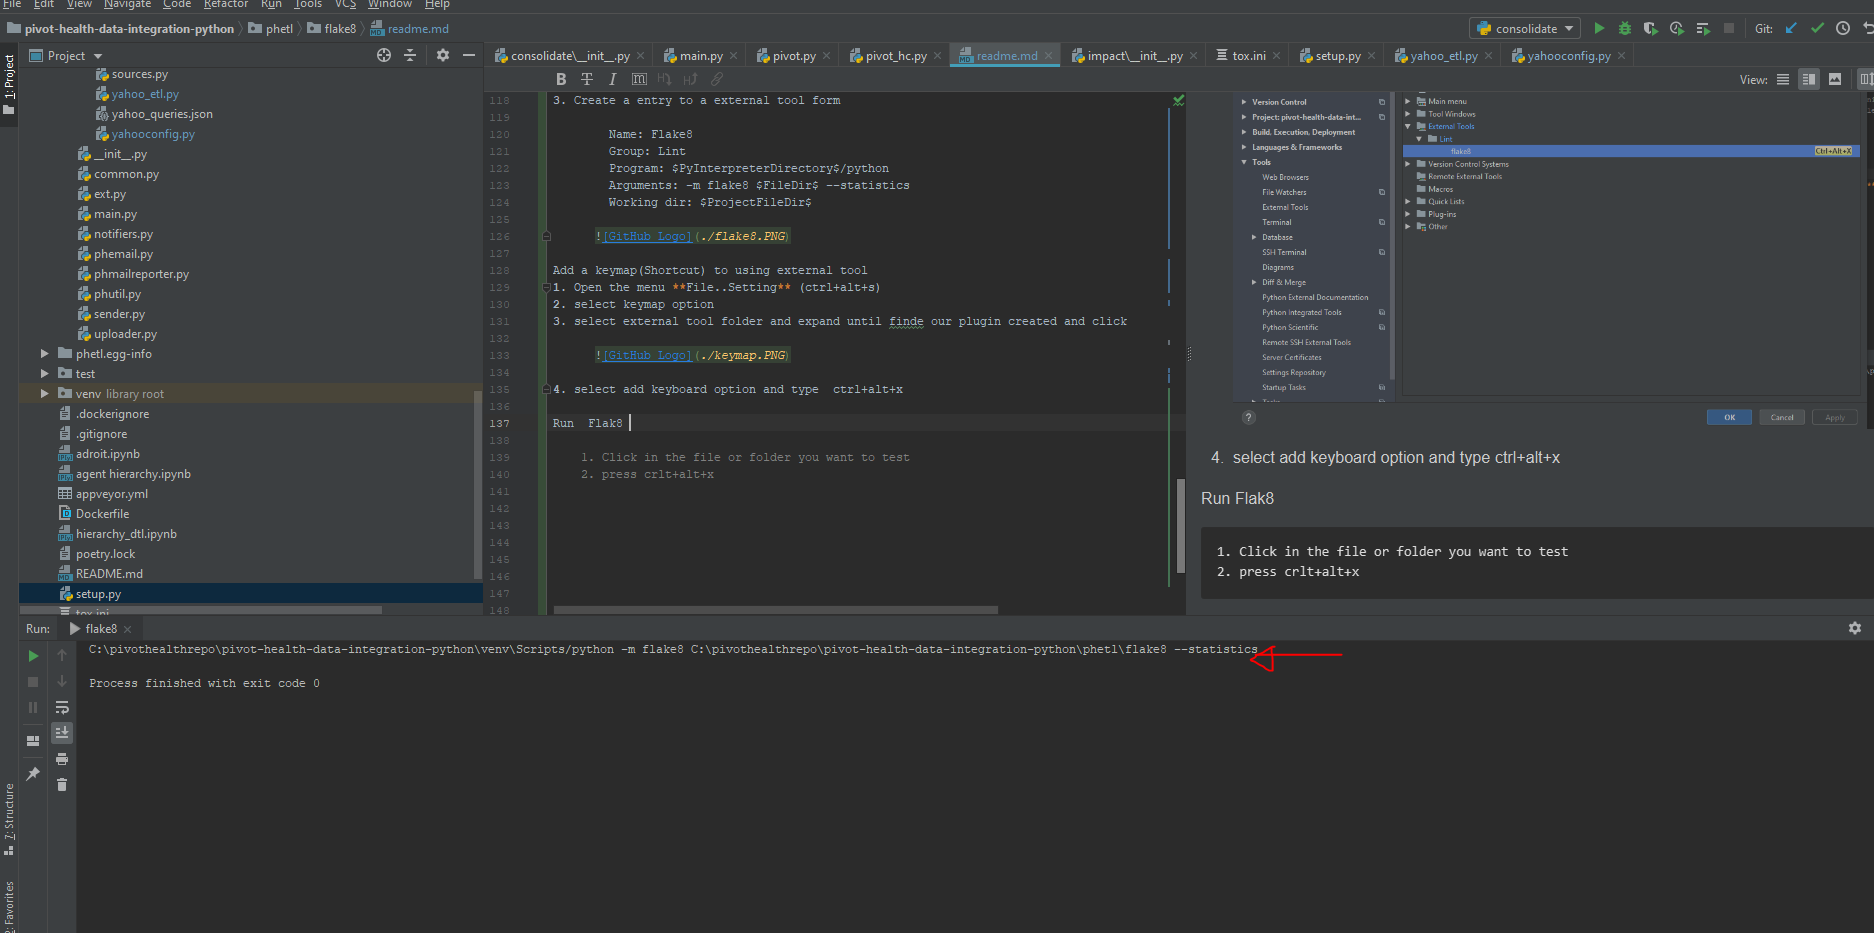 File Edit View Navigate Code Refactor Run Tools VCS Window Help
pivot-health-data-integration-python phetl flake8 readme.md
consolidate Git:
Project
consolidate\__init__.py main.py pivot.py pivot_hc.py readme.md impact\__init__.py tox.ini setup.py yahoo_etl.py yahooconfig.py
View:
1: Project
sources.py
yahoo_etl.py
yahoo_queries.json
yahooconfig.py
__init__.py
common.py
ext.py
main.py
notifiers.py
phemail.py
phmailreporter.py
phutil.py
sender.py
uploader.py
phetl.egg-info
test
venv library root
.dockerignore
.gitignore
adroit.ipynb
agent hierarchy.ipynb
appveyor.yml
Dockerfile
hierarchy_dtl.ipynb
poetry.lock
README.md
setup.py
tox.ini
118 3. Create a entry to a external tool form
119
120 Name: Flake8
121 Group: Lint
122 Program: $PyInterpreterDirectory$/python
123 Arguments: -m flake8 $FileDir$ --statistics
124 Working dir: $ProjectFileDir$
125
126 ![GitHub Logo](./flake8.PNG)
127
128 Add a keymap(Shortcut) to using external tool
129 1. Open the menu **File..Setting** (ctrl+alt+s)
130 2. select keymap option
131 3. select external tool folder and expand until finde our plugin created and click
132
133 ![GitHub Logo](./keymap.PNG)
134
135 4. select add keyboard option and type  ctrl+alt+x
136
137 Run  Flak8
138
139 1. Click in the file or folder you want to test
140 2. press crlt+alt+x
141
142
143
144
145
146
147
148
Version Control
Project: pivot-health-data-int...
Build, Execution, Deployment
Languages & Frameworks
Tools
Web Browsers
File Watchers
External Tools
Terminal
Database
SSH Terminal
Diagrams
Diff & Merge
Python External Documentation
Python Integrated Tools
Python Scientific
Remote SSH External Tools
Server Certificates
Settings Repository
Startup Tasks
Main menu
Tool Windows
External Tools
Lint
flake8 Ctrl+Alt+X
Version Control Systems
Remote External Tools
Macros
Quick Lists
Plug-ins
Other
? OK Cancel Apply
4. select add keyboard option and type ctrl+alt+x
Run Flak8
1. Click in the file or folder you want to test
2. press crlt+alt+x
Run: flake8
C:\pivothealthrepo\pivot-health-data-integration-python\venv\Scripts/python -m flake8 C:\pivothealthrepo\pivot-health-data-integration-python\phetl\flake8 --statistics
Process finished with exit code 0
7: Structure
2: Favorites